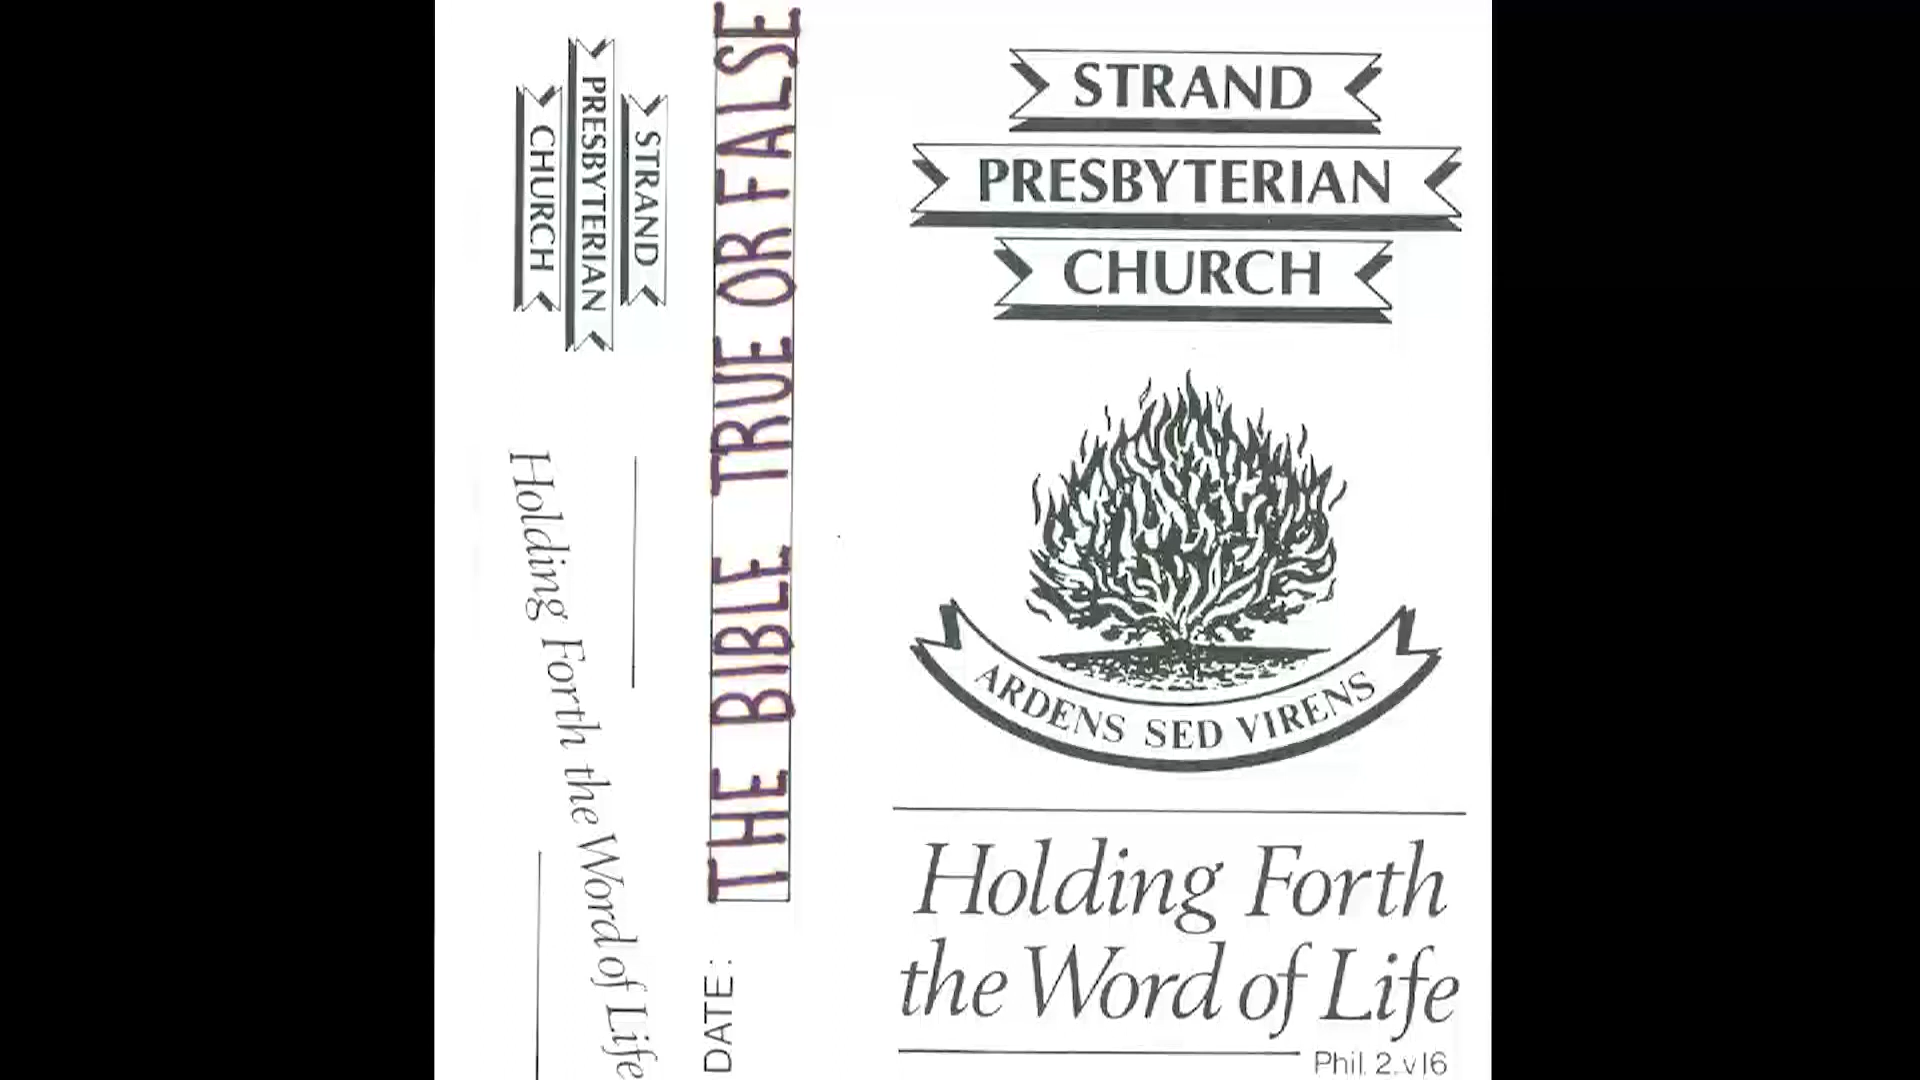 STRAND
PRESBYTERIAN
CHURCH
Holding Forth the Word of Life
THE BIBLE TRUE OR FALSE
DATE:
STRAND
PRESBYTERIAN
CHURCH
ARDENS SED VIRENS
Holding Forth
the Word of Life
Phil. 2.v16